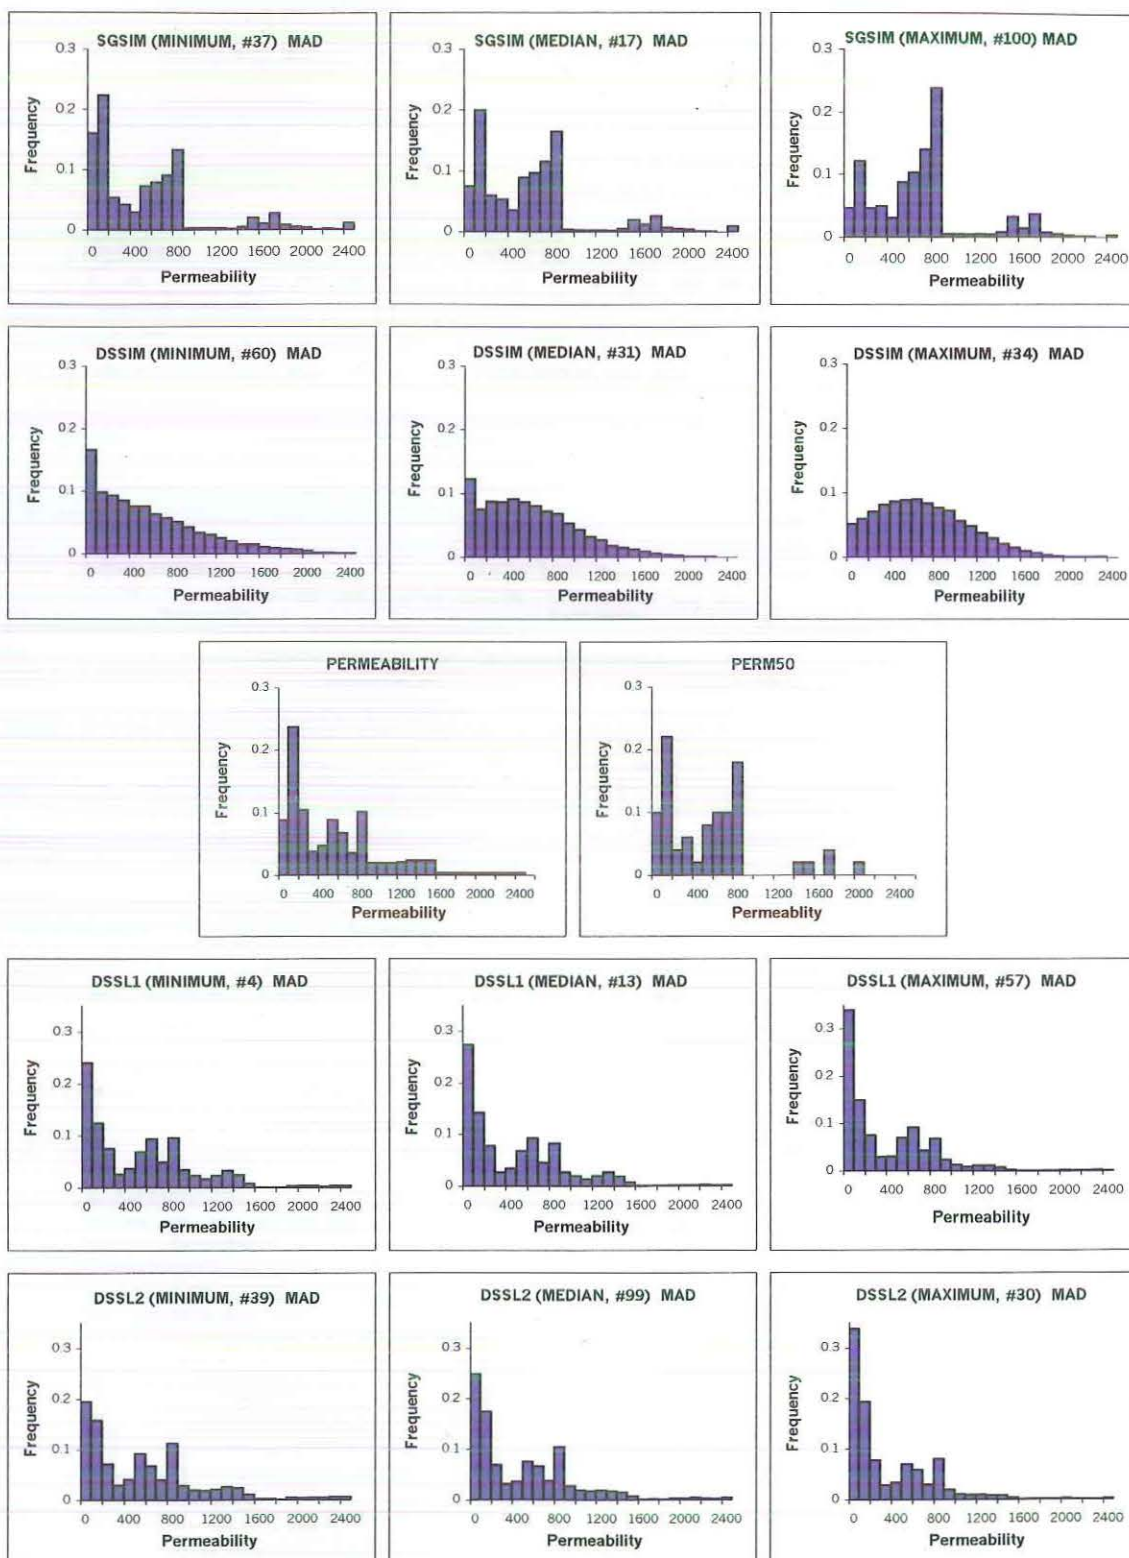 SGSIM (MINIMUM, #37) MAD
0.3
0.2
0.1
0
Frequency
0 400 800 1200 1600 2000 2400
Permeability
SGSIM (MEDIAN, #17) MAD
0.3
0.2
0.1
0
Frequency
0 400 800 1200 1600 2000 2400
Permeability
SGSIM (MAXIMUM, #100) MAD
0.3
0.2
0.1
0
Frequency
0 400 800 1200 1600 2000 2400
Permeability
DSSIM (MINIMUM, #60) MAD
0.3
0.2
0.1
0
Frequency
0 400 800 1200 1600 2000 2400
Permeability
DSSIM (MEDIAN, #31) MAD
0.3
0.2
0.1
0
Frequency
0 400 800 1200 1600 2000 2400
Permeability
DSSIM (MAXIMUM, #34) MAD
0.3
0.2
0.1
0
Frequency
0 400 800 1200 1600 2000 2400
Permeability
PERMEABILITY
0.3
0.2
0.1
0
Frequency
0 400 800 1200 1600 2000 2400
Permeability
PERM50
0.3
0.2
0.1
0
Frequency
0 400 800 1200 1600 2000 2400
Permeability
DSSL1 (MINIMUM, #4) MAD
0.3
0.2
0.1
0
Frequency
0 400 800 1200 1600 2000 2400
Permeability
DSSL1 (MEDIAN, #13) MAD
0.3
0.2
0.1
0
Frequency
0 400 800 1200 1600 2000 2400
Permeability
DSSL1 (MAXIMUM, #57) MAD
0.3
0.2
0.1
0
Frequency
0 400 800 1200 1600 2000 2400
Permeability
DSSL2 (MINIMUM, #39) MAD
0.3
0.2
0.1
0
Frequency
0 400 800 1200 1600 2000 2400
Permeability
DSSL2 (MEDIAN, #99) MAD
0.3
0.2
0.1
0
Frequency
0 400 800 1200 1600 2000 2400
Permeability
DSSL2 (MAXIMUM, #30) MAD
0.3
0.2
0.1
0
Frequency
0 400 800 1200 1600 2000 2400
Permeability